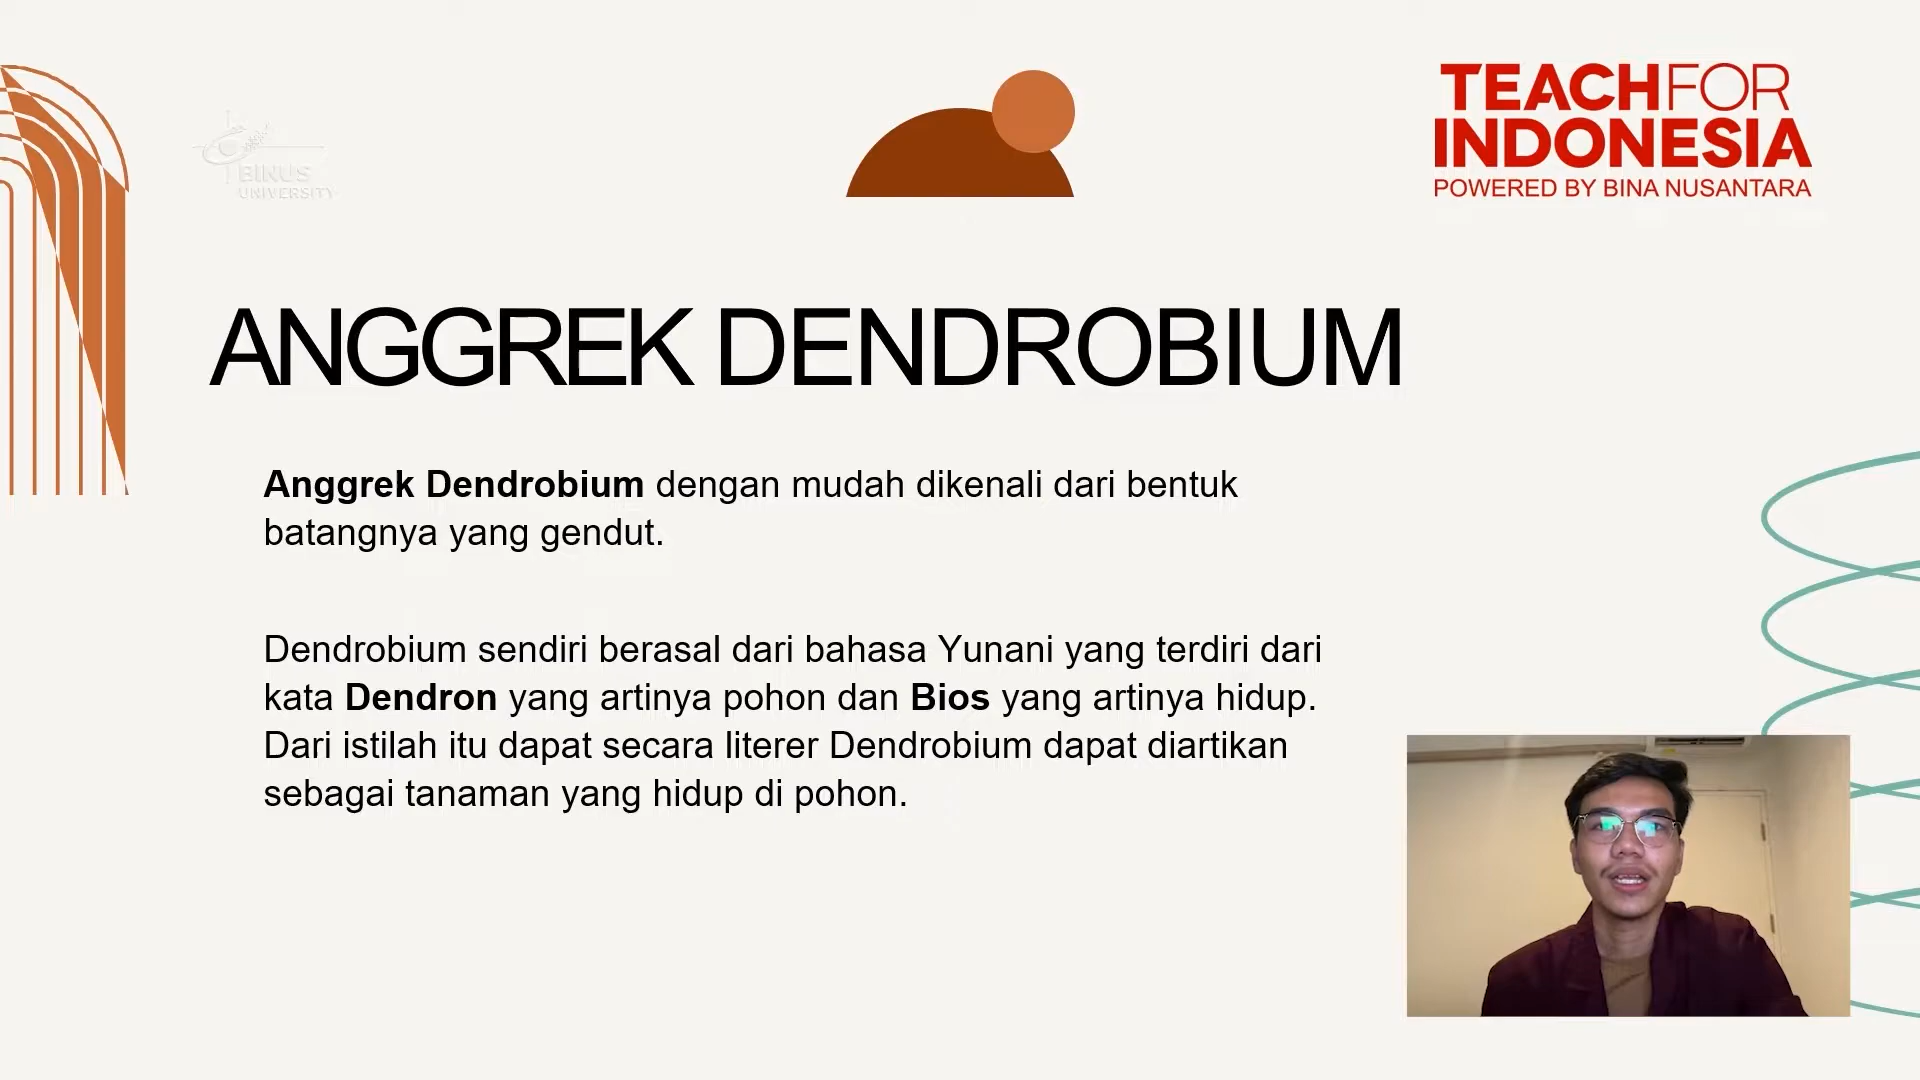 BINUS
UNIVERSITY
TEACHFOR
INDONESIA
POWERED BY BINA NUSANTARA
ANGGREK DENDROBIUM
Anggrek Dendrobium dengan mudah dikenali dari bentuk
batangnya yang gendut.
Dendrobium sendiri berasal dari bahasa Yunani yang terdiri dari
kata Dendron yang artinya pohon dan Bios yang artinya hidup.
Dari istilah itu dapat secara literer Dendrobium dapat diartikan
sebagai tanaman yang hidup di pohon.